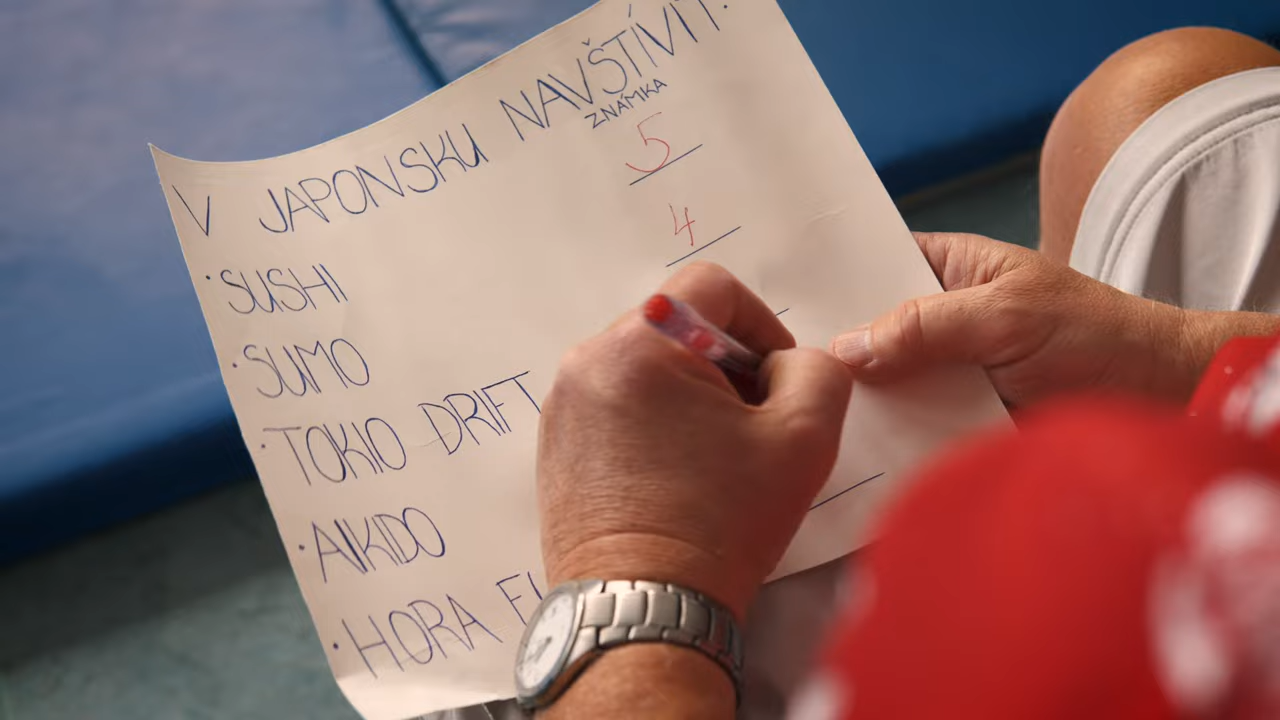 V JAPONSKU NAVŠTÍVIT:
ZNÁMKA
· SUSHI 5
· SUMO 4
· TOKIO DRIFT
· AIKIDO
· HORA